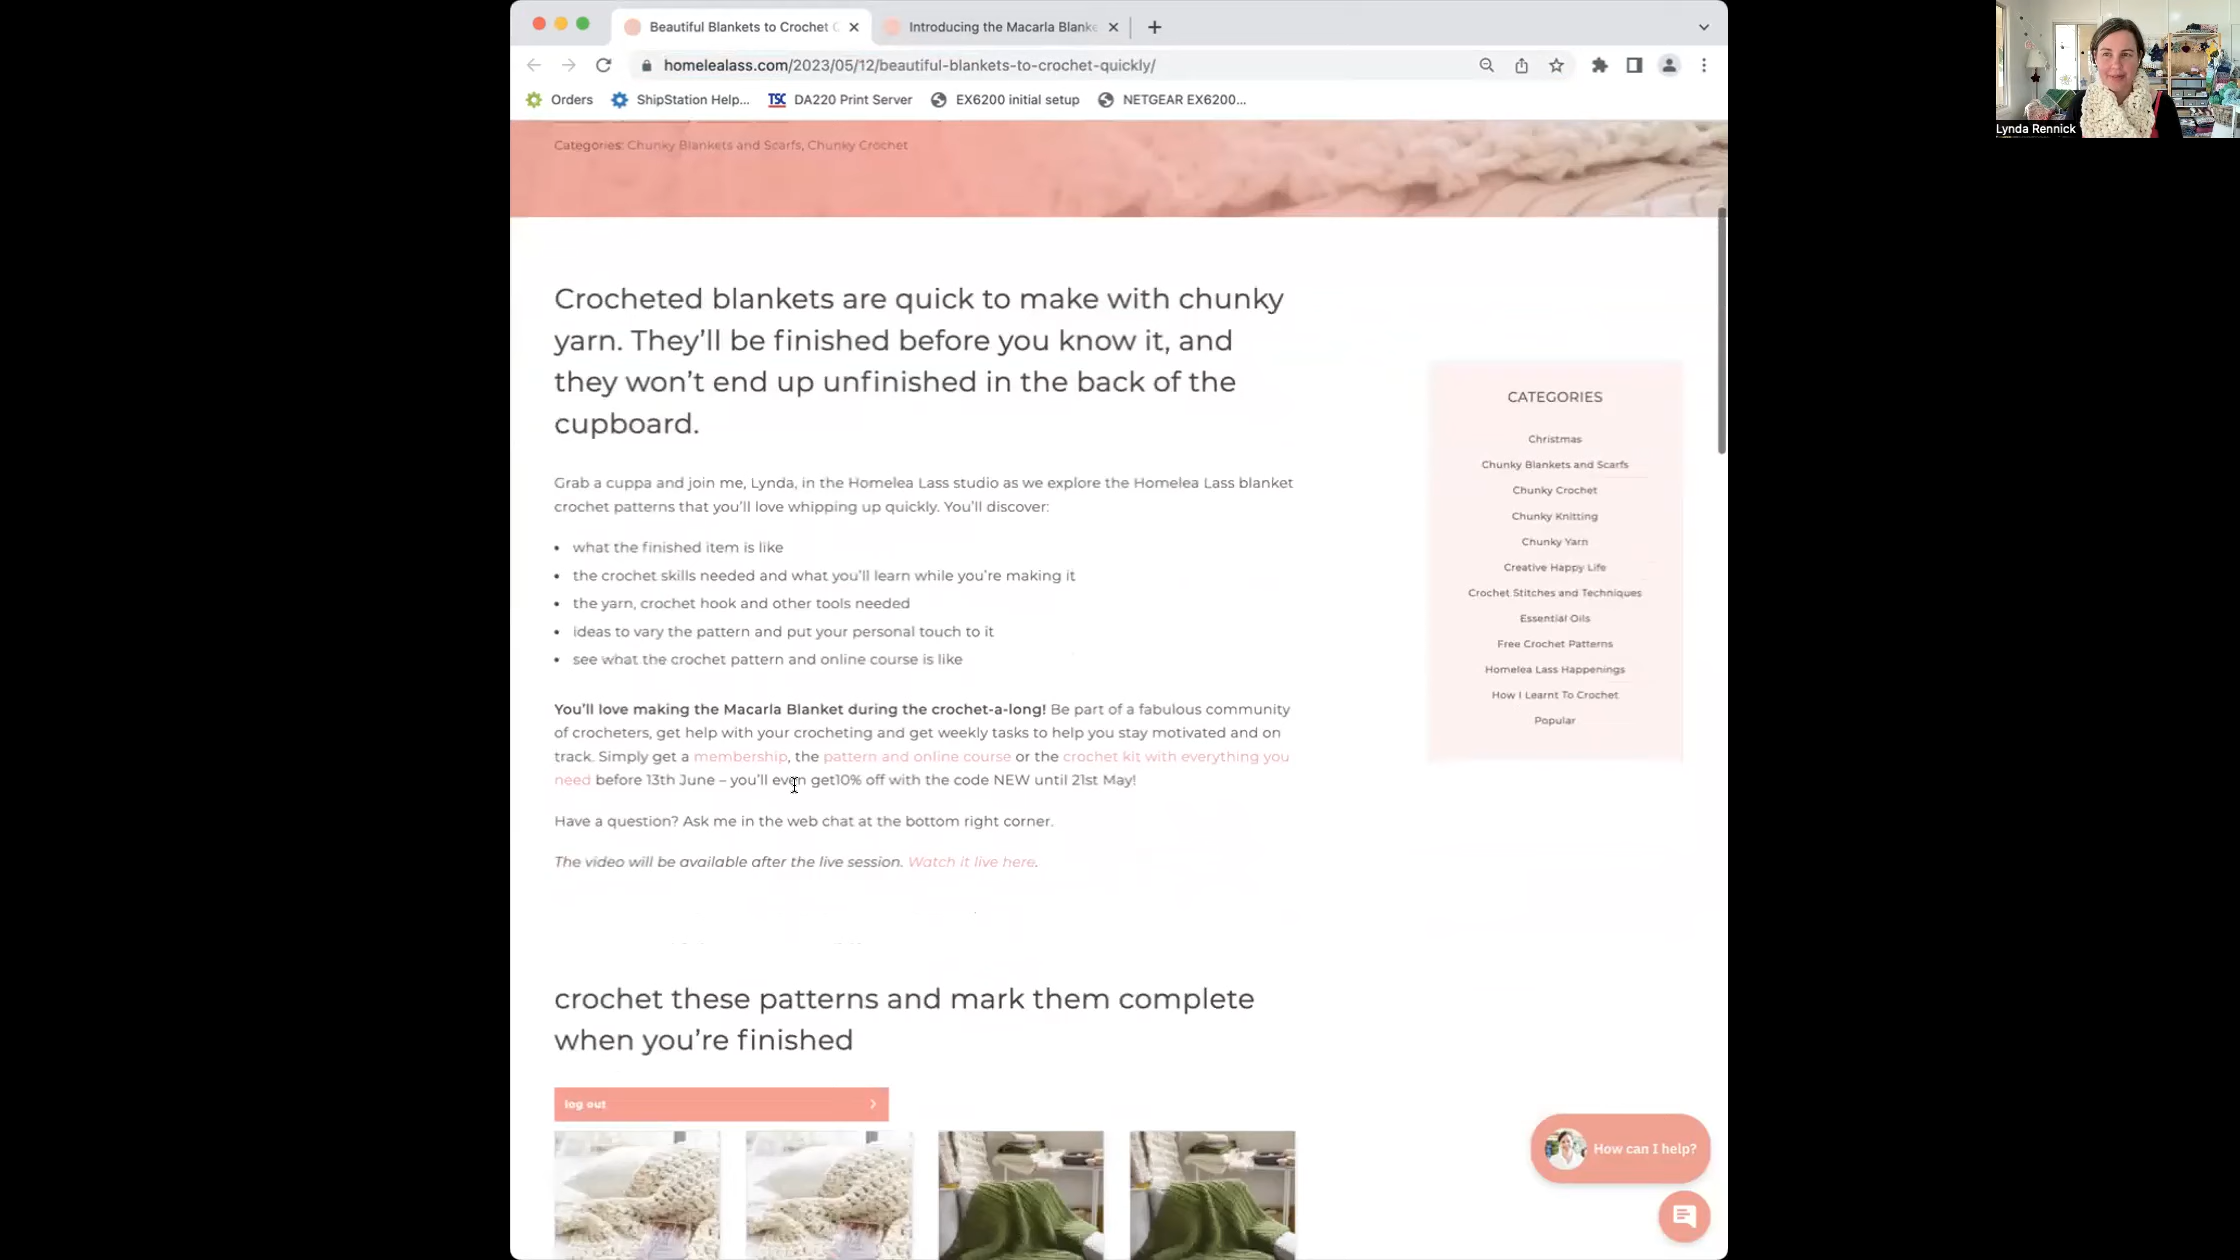 Beautiful Blankets to Crochet
Introducing the Macarla Blanke
homelealass.com/2023/05/12/beautiful-blankets-to-crochet-quickly/
Orders
ShipStation Help...
TSC
DA220 Print Server
EX6200 initial setup
NETGEAR EX6200...
Lynda Rennick
Categories: Chunky Blankets and Scarfs, Chunky Crochet
Crocheted blankets are quick to make with chunky
yarn. They’ll be finished before you know it, and
they won’t end up unfinished in the back of the
cupboard.
Grab a cuppa and join me, Lynda, in the Homelea Lass studio as we explore the Homelea Lass blanket
crochet patterns that you’ll love whipping up quickly. You’ll discover:
• what the finished item is like
• the crochet skills needed and what you’ll learn while you’re making it
• the yarn, crochet hook and other tools needed
• ideas to vary the pattern and put your personal touch to it
• see what the crochet pattern and online course is like
You’ll love making the Macarla Blanket during the crochet-a-long! Be part of a fabulous community
of crocheters, get help with your crocheting and get weekly tasks to help you stay motivated and on
track. Simply get a membership, the pattern and online course or the crochet kit with everything you
need before 13th June – you’ll even get10% off with the code NEW until 21st May!
Have a question? Ask me in the web chat at the bottom right corner.
The video will be available after the live session. Watch it live here.
crochet these patterns and mark them complete
when you’re finished
log out
CATEGORIES
Christmas
Chunky Blankets and Scarfs
Chunky Crochet
Chunky Knitting
Chunky Yarn
Creative Happy Life
Crochet Stitches and Techniques
Essential Oils
Free Crochet Patterns
Homelea Lass Happenings
How I Learnt To Crochet
Popular
How can I help?